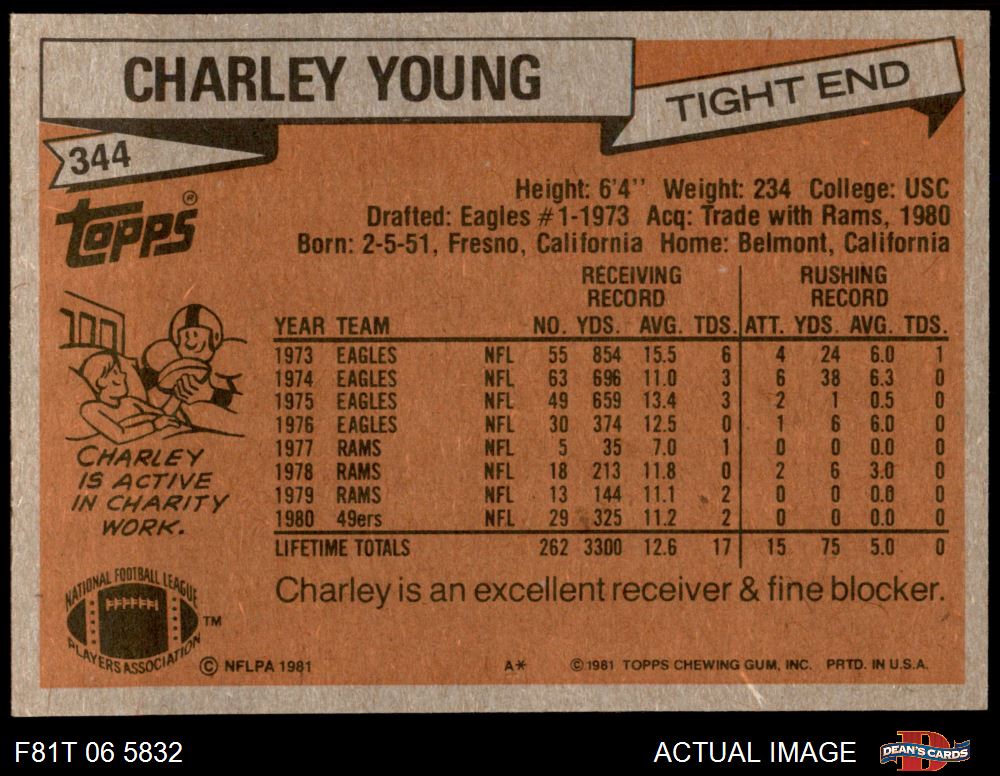 CHARLEY YOUNG
TIGHT END
344
Topps®
Height: 6'4'' Weight: 234 College: USC
Drafted: Eagles #1-1973 Acq: Trade with Rams, 1980
Born: 2-5-51, Fresno, California Home: Belmont, California
RECEIVING RECORD RUSHING RECORD
YEAR TEAM NO. YDS. AVG. TDS. ATT. YDS. AVG. TDS.
1973 EAGLES NFL 55 854 15.5 6 4 24 6.0 1
1974 EAGLES NFL 63 696 11.0 3 6 38 6.3 0
1975 EAGLES NFL 49 659 13.4 3 2 1 0.5 0
1976 EAGLES NFL 30 374 12.5 0 1 6 6.0 0
1977 RAMS NFL 5 35 7.0 1 0 0 0.0 0
1978 RAMS NFL 18 213 11.8 0 2 6 3.0 0
1979 RAMS NFL 13 144 11.1 2 0 0 0.0 0
1980 49ers NFL 29 325 11.2 2 0 0 0.0 0
LIFETIME TOTALS 262 3300 12.6 17 15 75 5.0 0
CHARLEY
IS ACTIVE
IN CHARITY
WORK.
Charley is an excellent receiver & fine blocker.
NATIONAL FOOTBALL LEAGUE
PLAYERS ASSOCIATION
TM
© NFLPA 1981
A*
© 1981 TOPPS CHEWING GUM, INC. PRTD. IN U.S.A.
F81T 06 5832
ACTUAL IMAGE
D
DEAN'S CARDS